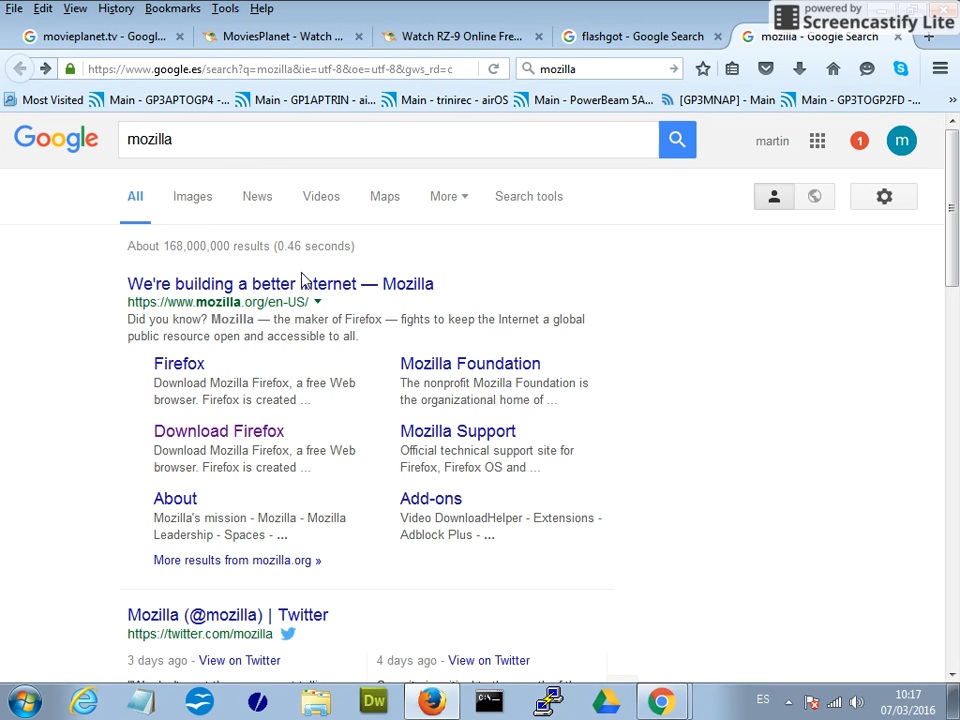 File Edit View History Bookmarks Tools Help
powered by
Screencastify Lite
movieplanet.tv - Googl...
MoviesPlanet - Watch ...
Watch RZ-9 Online Fre...
flashgot - Google Search
mozilla - Google Search
https://www.google.es/search?q=mozilla&ie=utf-8&oe=utf-8&gws_rd=c
mozilla
Most Visited
Main - GP3APTOGP4 -...
Main - GP1APTRIN - ai...
Main - trinirec - airOS
Main - PowerBeam 5A...
[GP3MNAP] - Main
Main - GP3TOGP2FD -...
Google
mozilla
martin
1
m
All Images News Videos Maps More Search tools
About 168,000,000 results (0.46 seconds)
We're building a better Internet — Mozilla
https://www.mozilla.org/en-US/
Did you know? Mozilla — the maker of Firefox — fights to keep the Internet a global
public resource open and accessible to all.
Firefox
Download Mozilla Firefox, a free Web
browser. Firefox is created ...
Mozilla Foundation
The nonprofit Mozilla Foundation is
the organizational home of ...
Download Firefox
Download Mozilla Firefox, a free Web
browser. Firefox is created ...
Mozilla Support
Official technical support site for
Firefox, Firefox OS and ...
About
Mozilla's mission - Mozilla - Mozilla
Leadership - Spaces - ...
Add-ons
Video DownloadHelper - Extensions -
Adblock Plus - ...
More results from mozilla.org »
Mozilla (@mozilla) | Twitter
https://twitter.com/mozilla
3 days ago - View on Twitter
4 days ago - View on Twitter
Dw
ES
10:17
07/03/2016